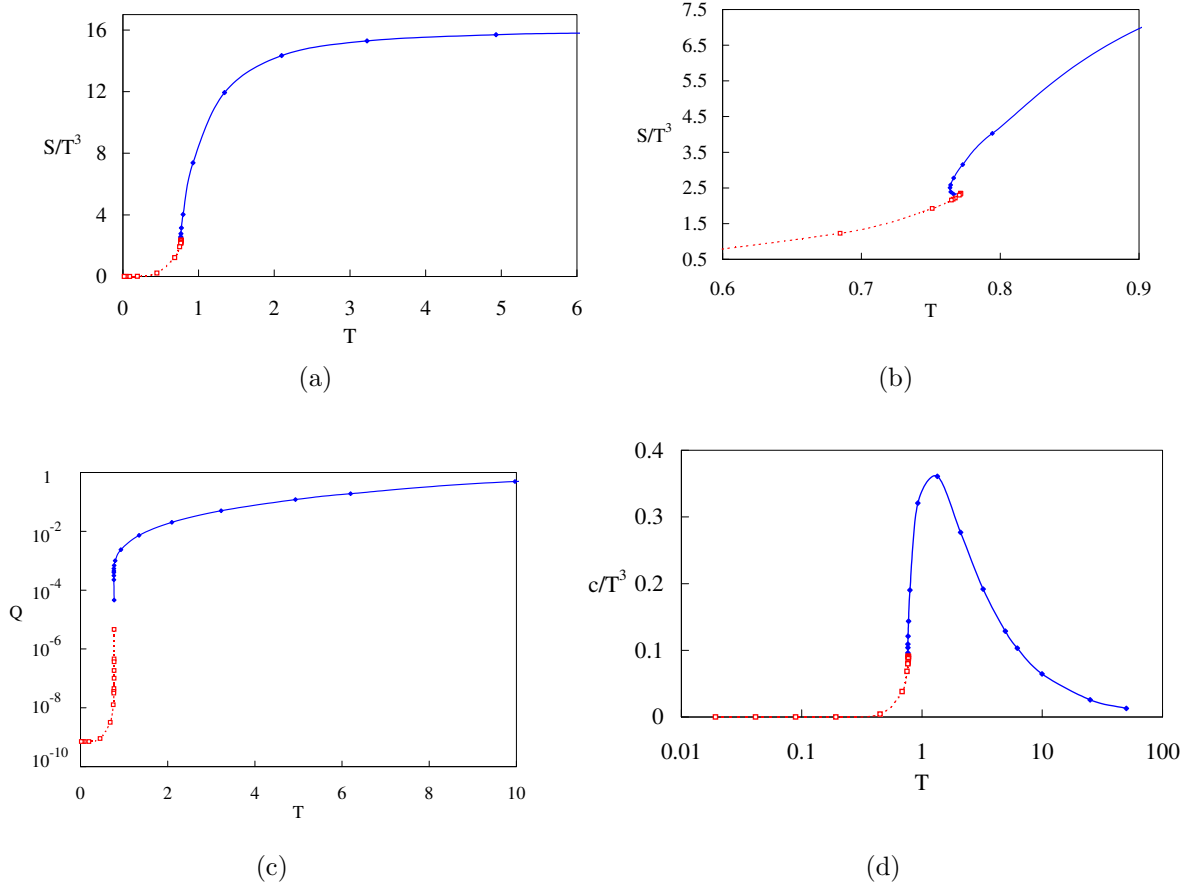 16
12
S/T³
8
4
0
0 1 2 3 4 5 6
T
(a)
7.5
6.5
5.5
4.5
S/T³
3.5
2.5
1.5
0.5
0.6 0.7 0.8 0.9
T
(b)
1
10⁻²
10⁻⁴
Q
10⁻⁶
10⁻⁸
10⁻¹⁰
0 2 4 6 8 10
T
(c)
0.4
0.3
c/T³
0.2
0.1
0
0.01 0.1 1 10 100
T
(d)